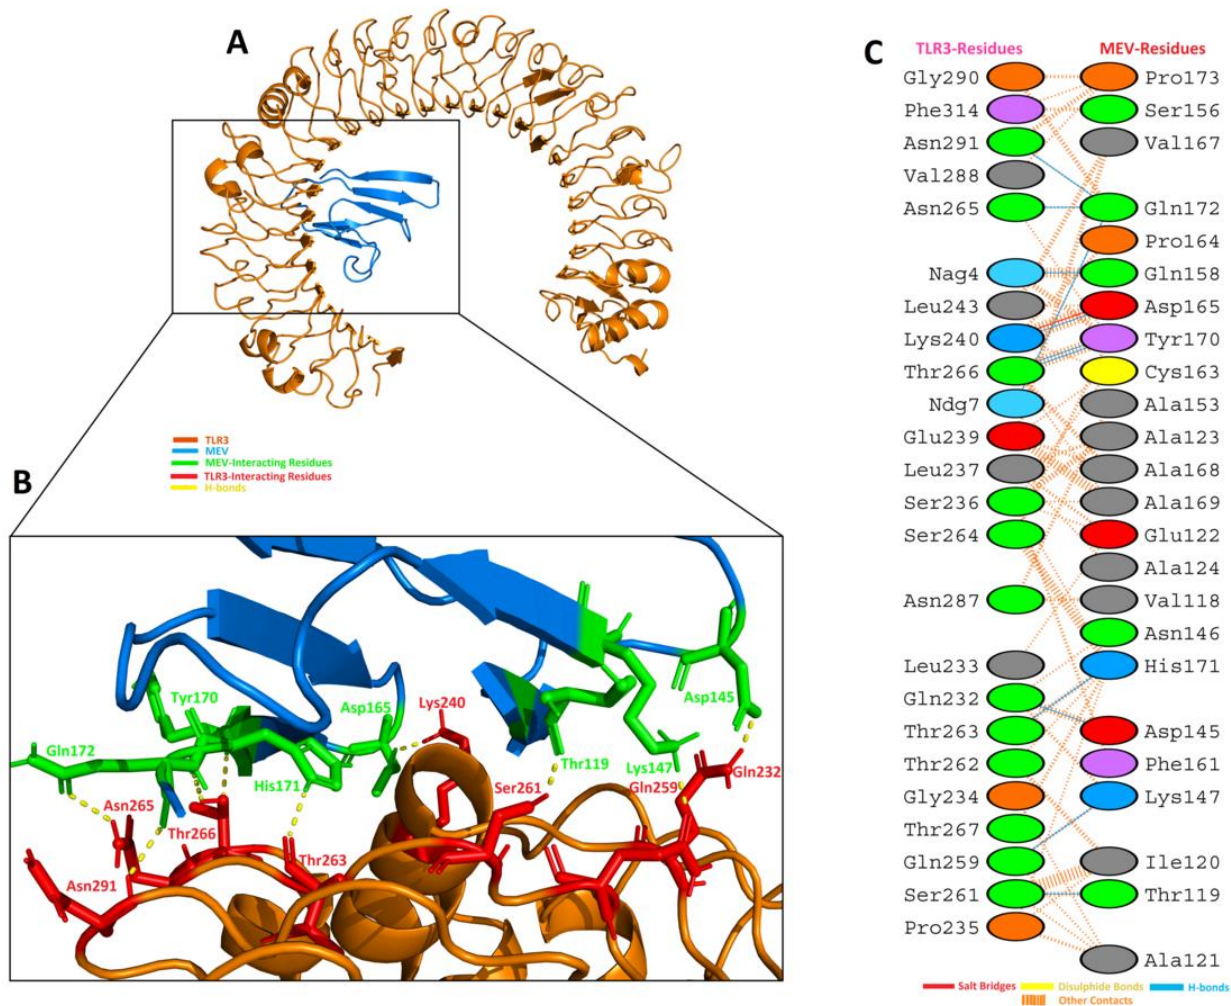 A
TLR3
MEV
MEV-Interacting Residues
TLR3-Interacting Residues
H-bonds
B
Tyr170
Asp165
Lys240
Asp145
Gln172
His171
Thr119
Lys147
Gln232
Gln259
Ser261
Asn265
Thr266
Thr263
Asn291
C
TLR3-Residues MEV-Residues
Gly290 Pro173
Phe314 Ser156
Asn291 Val167
Val288
Asn265 Gln172
Pro164
Nag4 Gln158
Leu243 Asp165
Lys240 Tyr170
Thr266 Cys163
Ndg7 Ala153
Glu239 Ala123
Leu237 Ala168
Ser236 Ala169
Ser264 Glu122
Ala124
Asn287 Val118
Asn146
Leu233 His171
Gln232
Thr263 Asp145
Thr262 Phe161
Gly234 Lys147
Thr267
Gln259 Ile120
Ser261 Thr119
Pro235
Ala121
Salt Bridges Disulphide Bonds H-bonds
Other Contacts